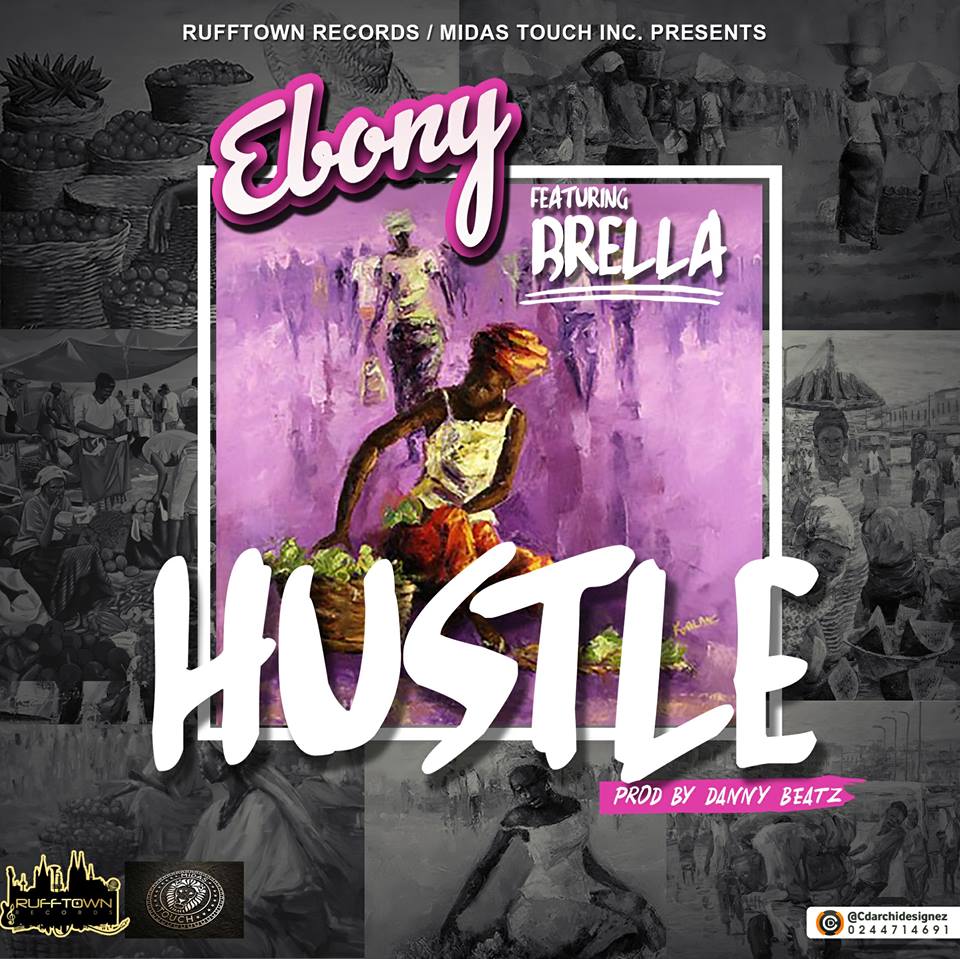 RUFFTOWN RECORDS / MIDAS TOUCH INC. PRESENTS
Ebony
FEATURING
BRELLA
HUSTLE
PROD BY DANNY BEATZ
RUFF-TOWN
RECORDS
MIDAS
TOUCH
@Cdarchidesignez
0244714691